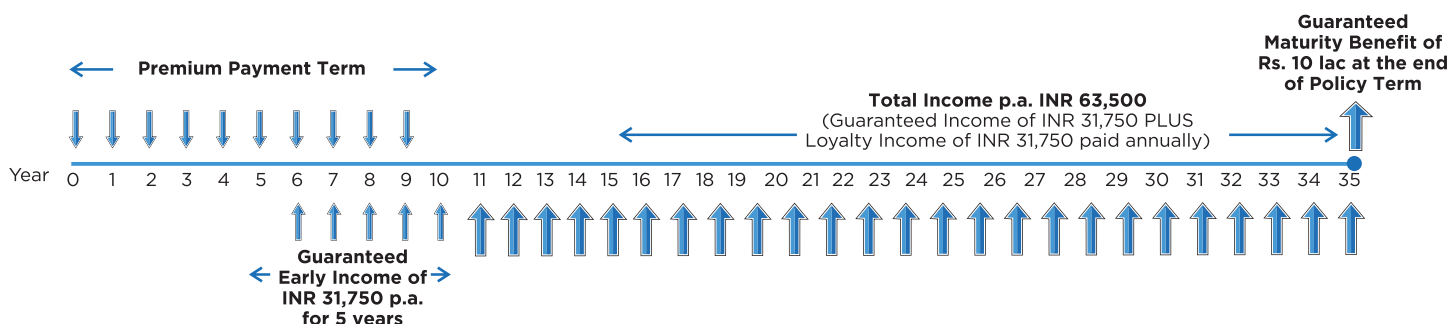 Guaranteed
Maturity Benefit of
Rs. 10 lac at the end
of Policy Term
Premium Payment Term
Total Income p.a. INR 63,500
(Guaranteed Income of INR 31,750 PLUS
Loyalty Income of INR 31,750 paid annually)
Year 0 1 2 3 4 5 6 7 8 9 10 11 12 13 14 15 16 17 18 19 20 21 22 23 24 25 26 27 28 29 30 31 32 33 34 35
Guaranteed
Early Income of
INR 31,750 p.a.
for 5 years